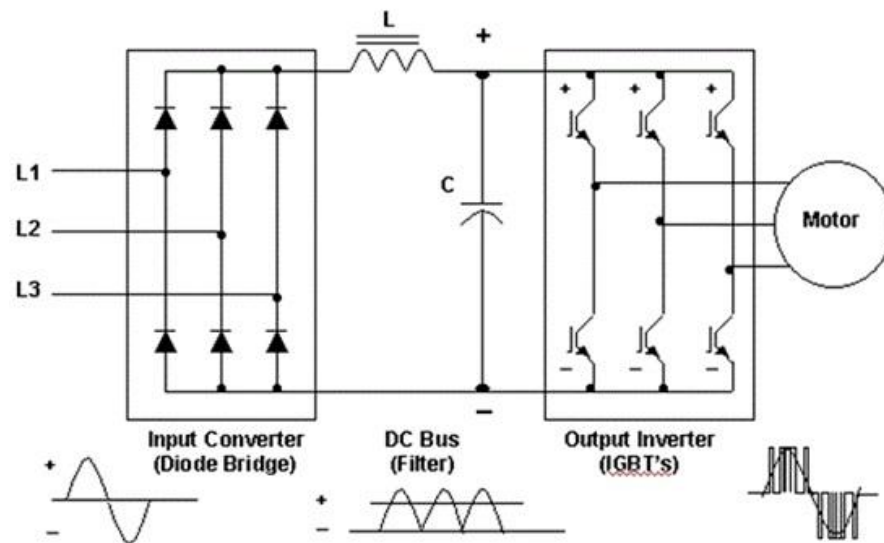 L
+
+ + +
L1
L2
L3
C
Motor
− − −
−
Input Converter
(Diode Bridge)
DC Bus
(Filter)
Output Inverter
(IGBT's)
+
−
+
−
+
−